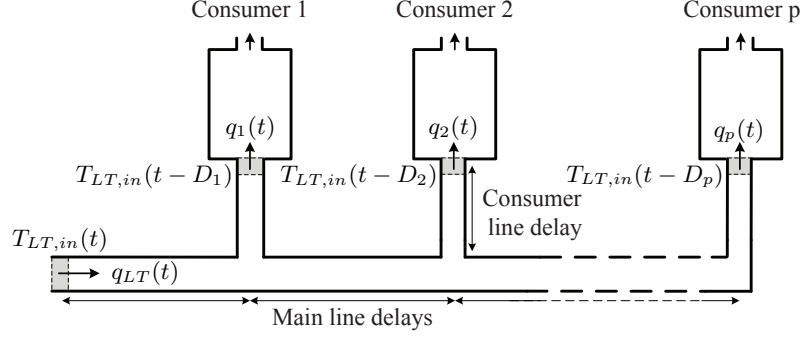 Consumer 1 Consumer 2 Consumer p
q_1(t) q_2(t) q_p(t)
T_{LT,in}(t − D_1) T_{LT,in}(t − D_2) T_{LT,in}(t − D_p)
Consumer
line delay
T_{LT,in}(t)
q_{LT}(t)
Main line delays